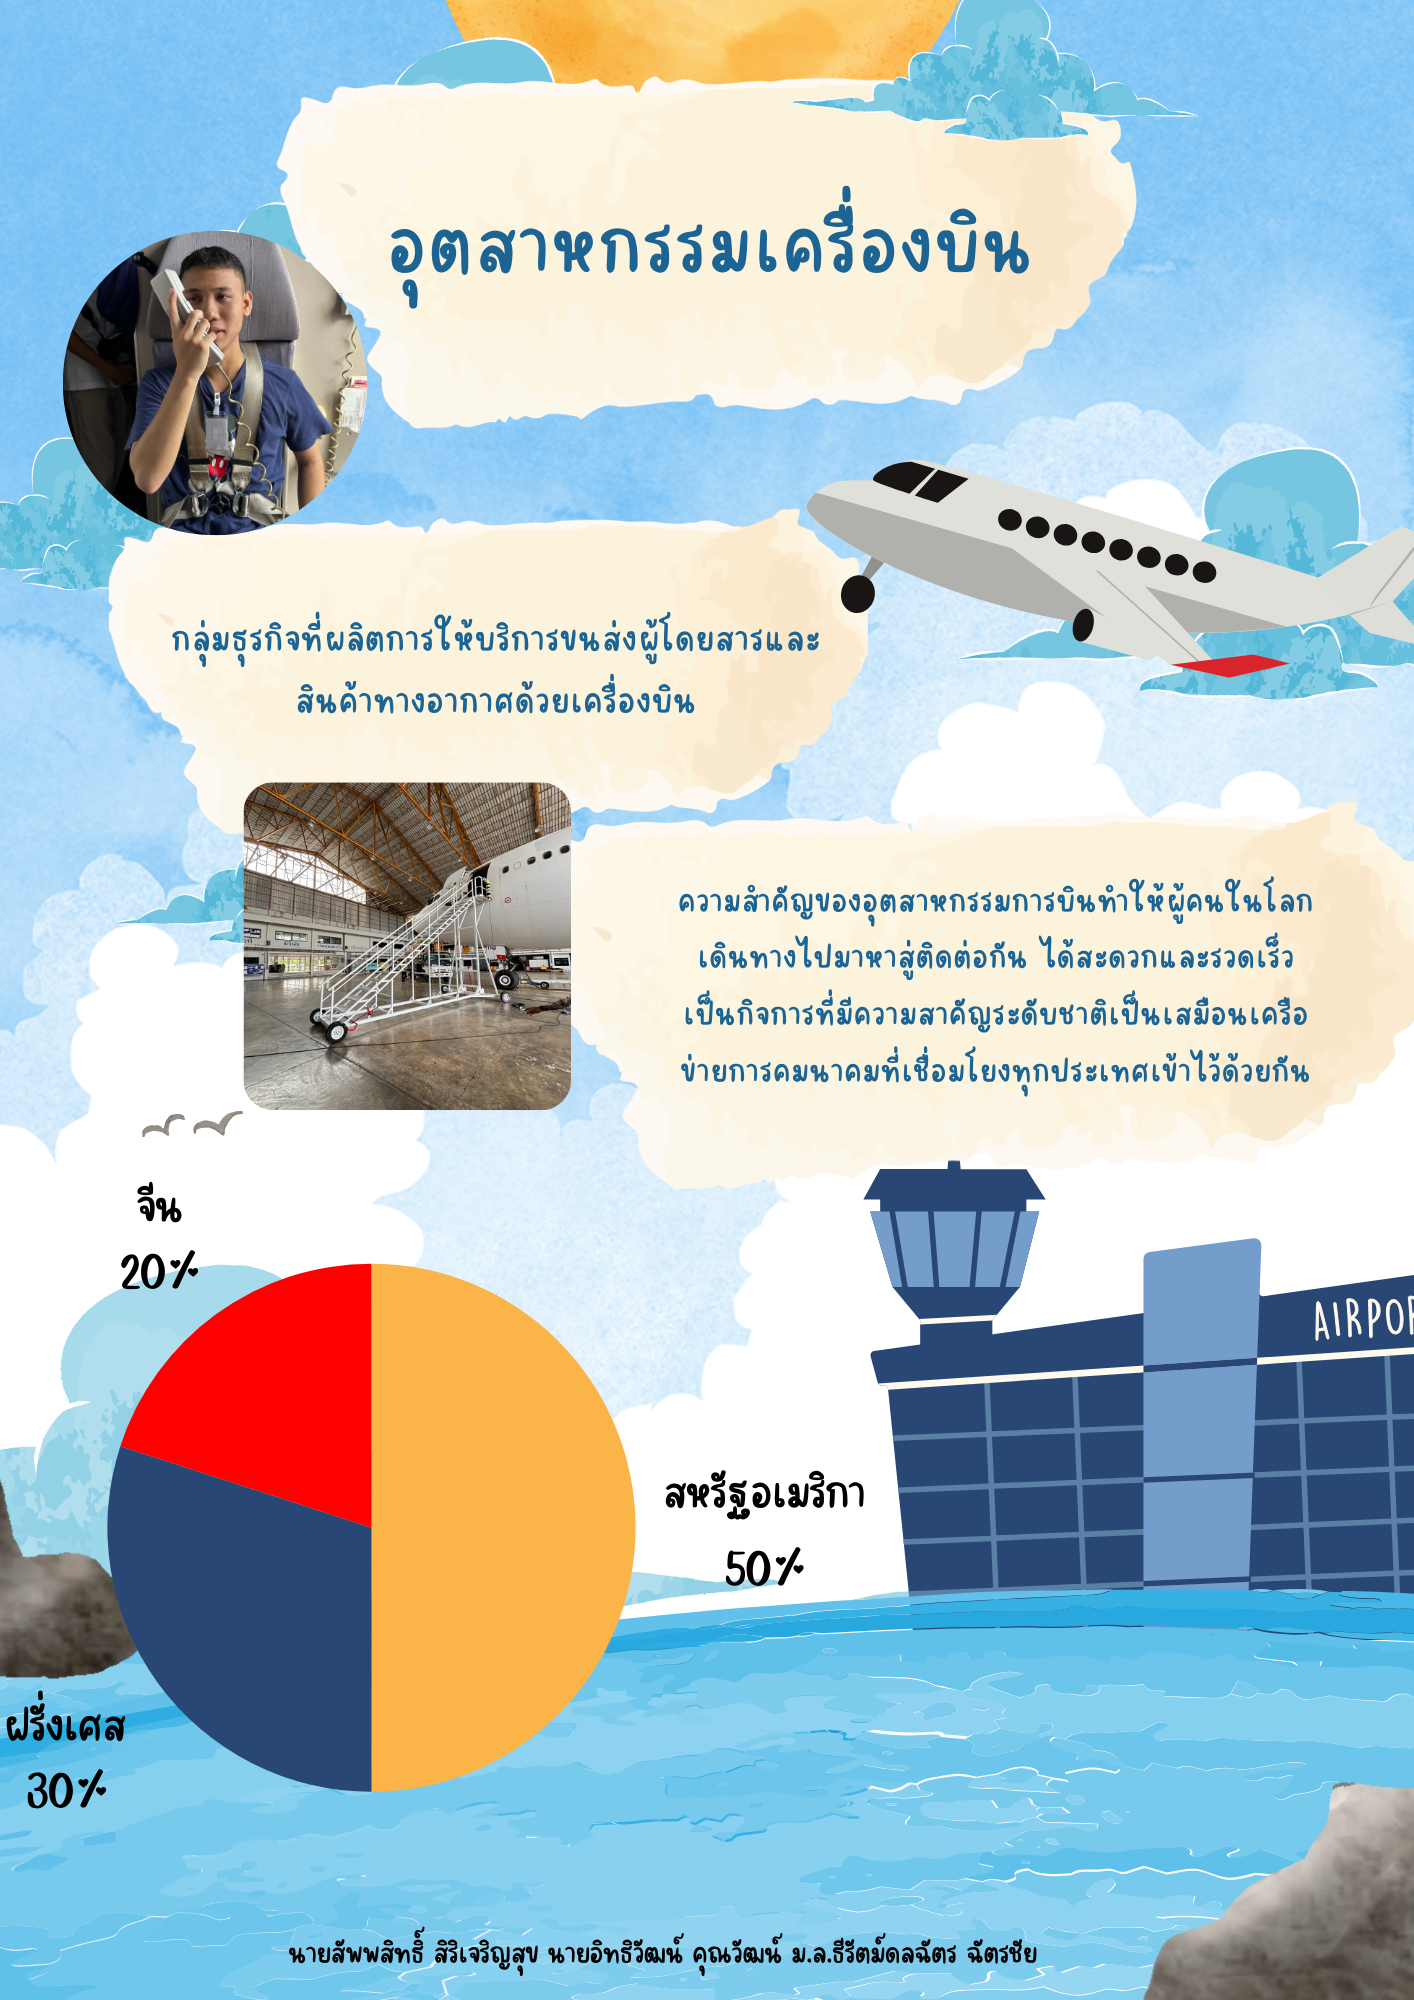 อุตสาหกรรมเครื่องบิน
กลุ่มธุรกิจที่ผลิตการให้บริการขนส่งผู้โดยสารและ
สินค้าทางอากาศด้วยเครื่องบิน
ความสำคัญของอุตสาหกรรมการบินทำให้ผู้คนในโลก
เดินทางไปมาหาสู่ติดต่อกัน ได้สะดวกและรวดเร็ว
เป็นกิจการที่มีความสาคัญระดับชาติเป็นเสมือนเครือ
ข่ายการคมนาคมที่เชื่อมโยงทุกประเทศเข้าไว้ด้วยกัน
จีน
20%
AIRPOR
สหรัฐอเมริกา
50%
ฝรั่งเศส
30%
นายสัพพสิทธิ์ สิริเจริญสุข นายอิทธิวัฒน์ คุณวัฒน์ ม.ล.ธีรัตม์ดลฉัตร ฉัตรชัย